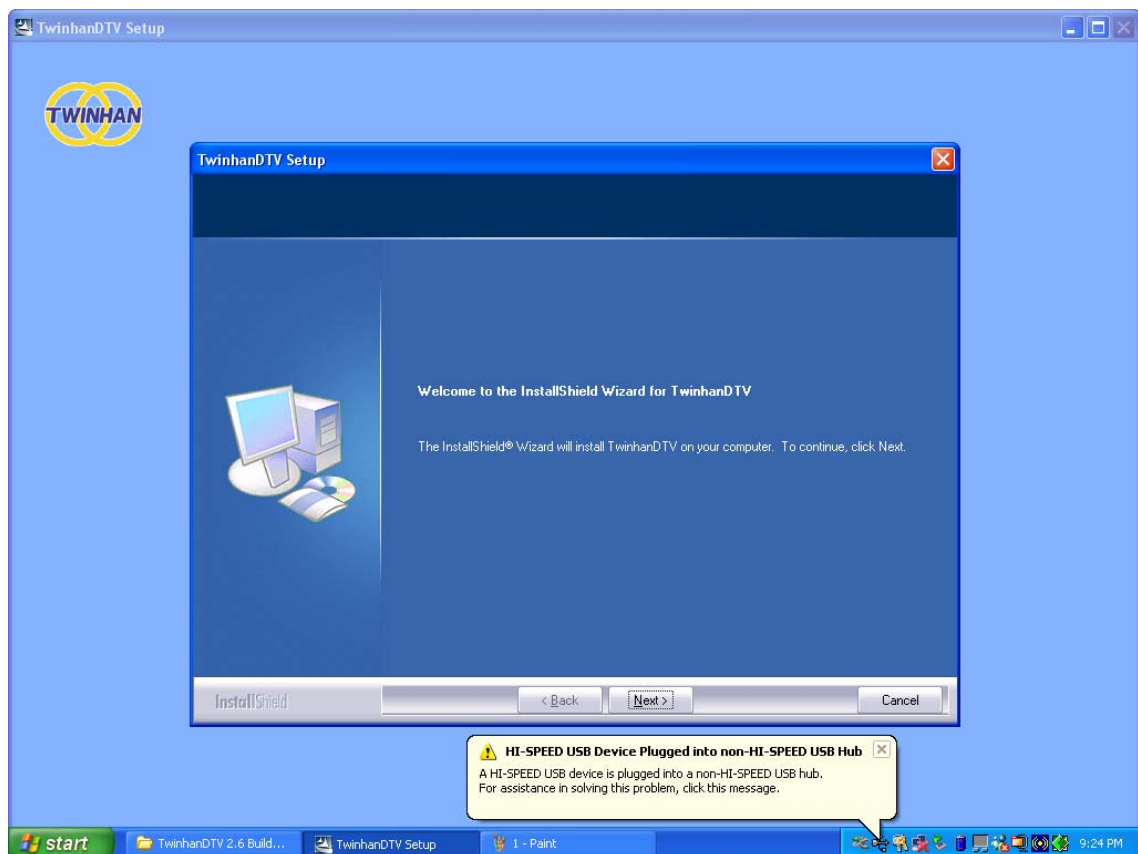 TwinhanDTV Setup
TWINHAN
TwinhanDTV Setup
Welcome to the InstallShield Wizard for TwinhanDTV
The InstallShield® Wizard will install TwinhanDTV on your computer. To continue, click Next.
InstallShield
< Back
Next >
Cancel
HI-SPEED USB Device Plugged into non-HI-SPEED USB Hub
A HI-SPEED USB device is plugged into a non-HI-SPEED USB hub.
For assistance in solving this problem, click this message.
start
TwinhanDTV 2.6 Build...
TwinhanDTV Setup
1 - Paint
9:24 PM